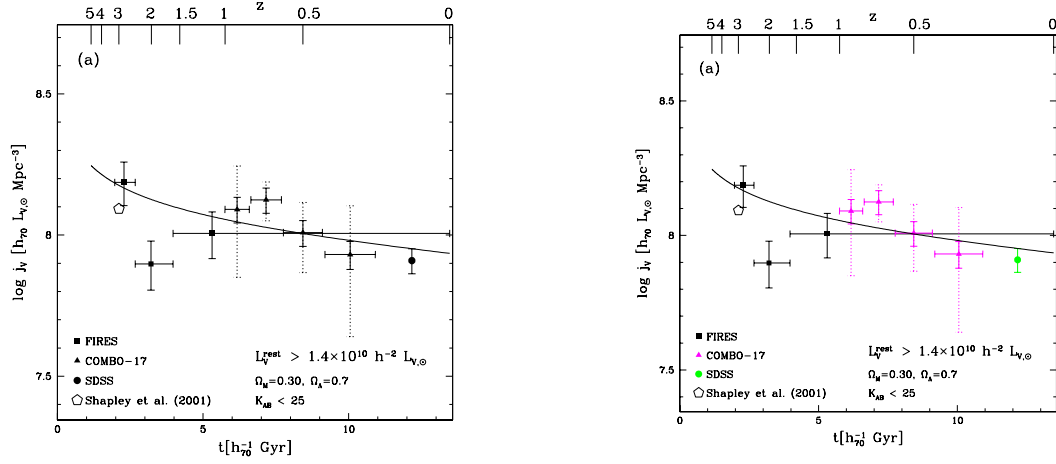 54 3 2 1.5 1 z 0.5 0
(a)
8.5
8
7.5
log j_V [h_70 L_V,⊙ Mpc^-3]
■ FIRES
▲ COMBO-17
● SDSS
⬠ Shapley et al. (2001)
L_V^rest > 1.4×10^10 h^-2 L_V,⊙
Ω_M=0.30, Ω_Λ=0.7
K_AB < 25
0 5 10
t[h_70^-1 Gyr]
54 3 2 1.5 1 z 0.5 0
(a)
8.5
8
7.5
log j_V [h_70 L_V,⊙ Mpc^-3]
■ FIRES
▲ COMBO-17
● SDSS
⬠ Shapley et al. (2001)
L_V^rest > 1.4×10^10 h^-2 L_V,⊙
Ω_M=0.30, Ω_Λ=0.7
K_AB < 25
0 5 10
t[h_70^-1 Gyr]